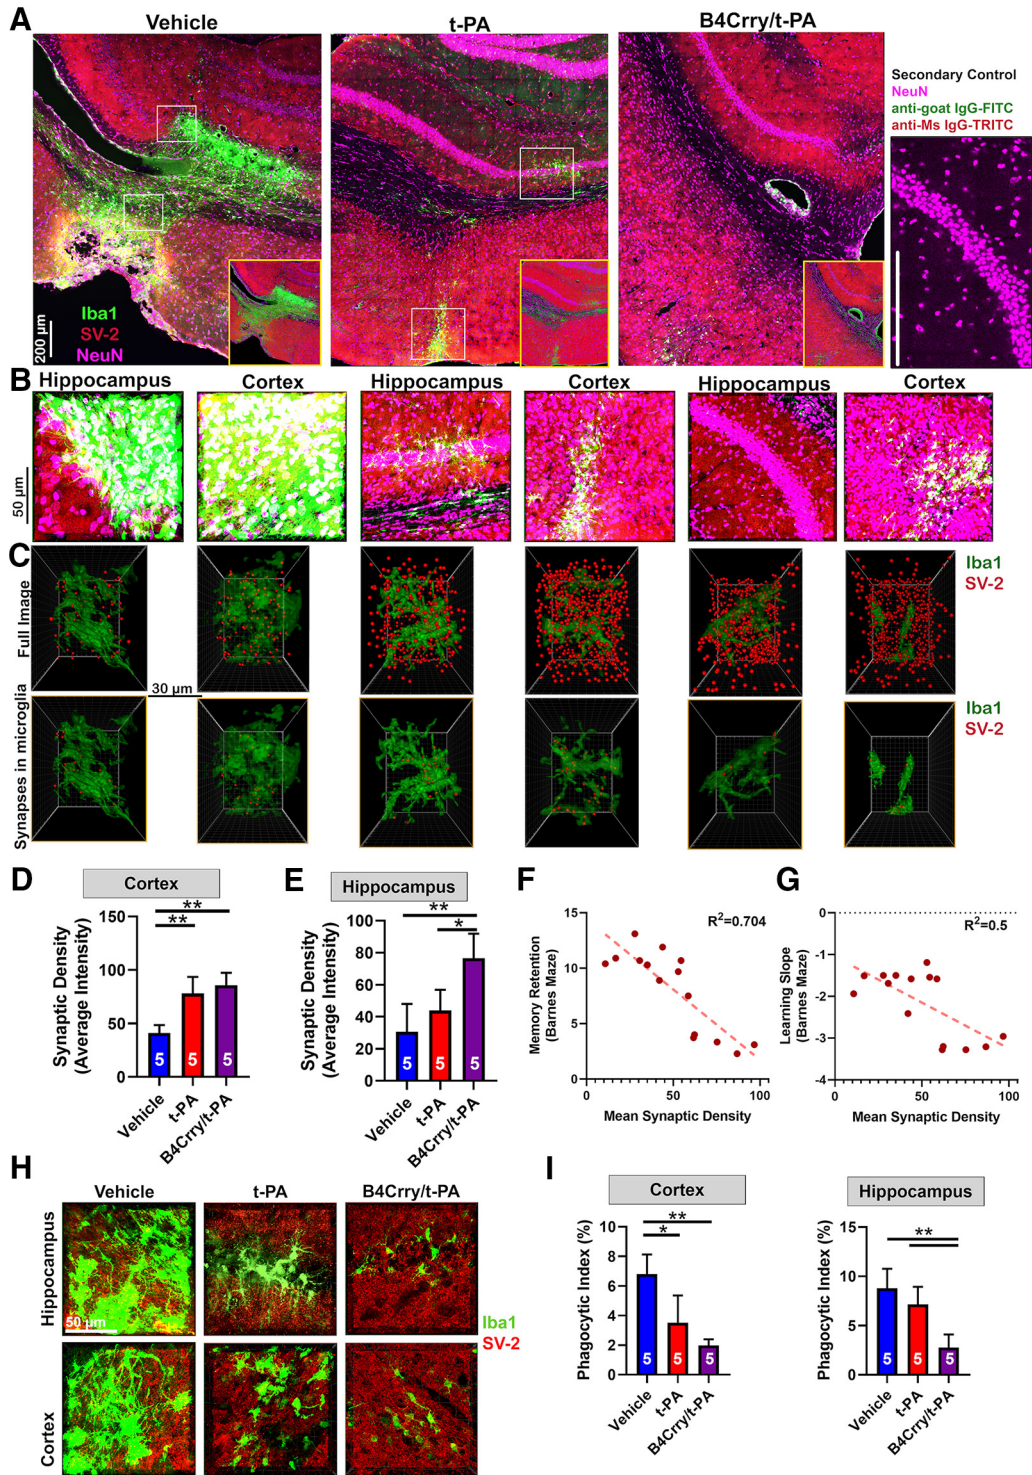 A
Vehicle
t-PA
B4Crry/t-PA
Secondary Control
NeuN
anti-goat IgG-FITC
anti-Ms IgG-TRITC
Iba1
SV-2
NeuN
200 µm
B
Hippocampus
Cortex
Hippocampus
Cortex
Hippocampus
Cortex
50 µm
C
Full Image
Iba1
SV-2
30 µm
Synapses in microglia
Iba1
SV-2
D
Cortex
Synaptic Density
(Average Intensity)
150
100
50
0
**
**
5
5
5
Vehicle
t-PA
B4Crry/t-PA
E
Hippocampus
Synaptic Density
(Average Intensity)
100
80
60
40
20
0
**
*
5
5
5
Vehicle
t-PA
B4Crry/t-PA
F
R²=0.704
Memory Retention
(Barnes Maze)
15
10
5
0
0
50
100
Mean Synaptic Density
G
R²=0.5
Learning Slope
(Barnes Maze)
0
-1
-2
-3
-4
0
50
100
Mean Synaptic Density
H
Vehicle
t-PA
B4Crry/t-PA
Hippocampus
50 µm
Iba1
SV-2
Cortex
I
Cortex
Phagocytic Index (%)
10
8
6
4
2
0
**
*
5
5
5
Vehicle
t-PA
B4Crry/t-PA
Hippocampus
Phagocytic Index (%)
15
10
5
0
**
5
5
5
Vehicle
t-PA
B4Crry/t-PA